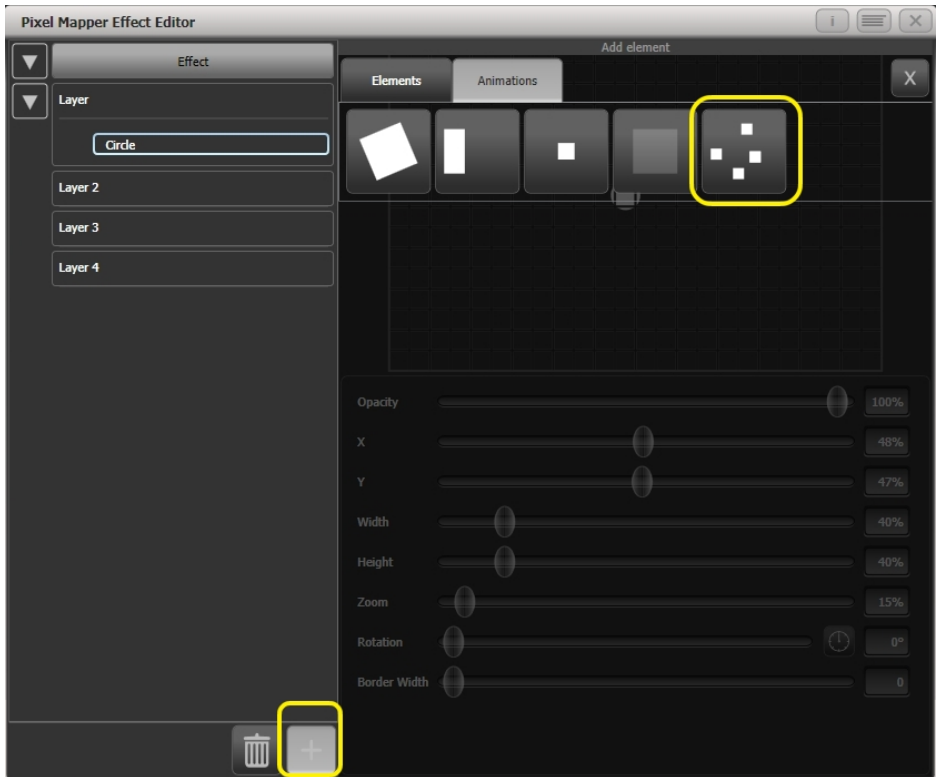 Pixel Mapper Effect Editor
i
X
Effect
Add element
Elements
Animations
X
Layer
Circle
Layer 2
Layer 3
Layer 4
Opacity 100%
X 48%
Y 47%
Width 40%
Height 40%
Zoom 15%
Rotation 0°
Border Width 0
+